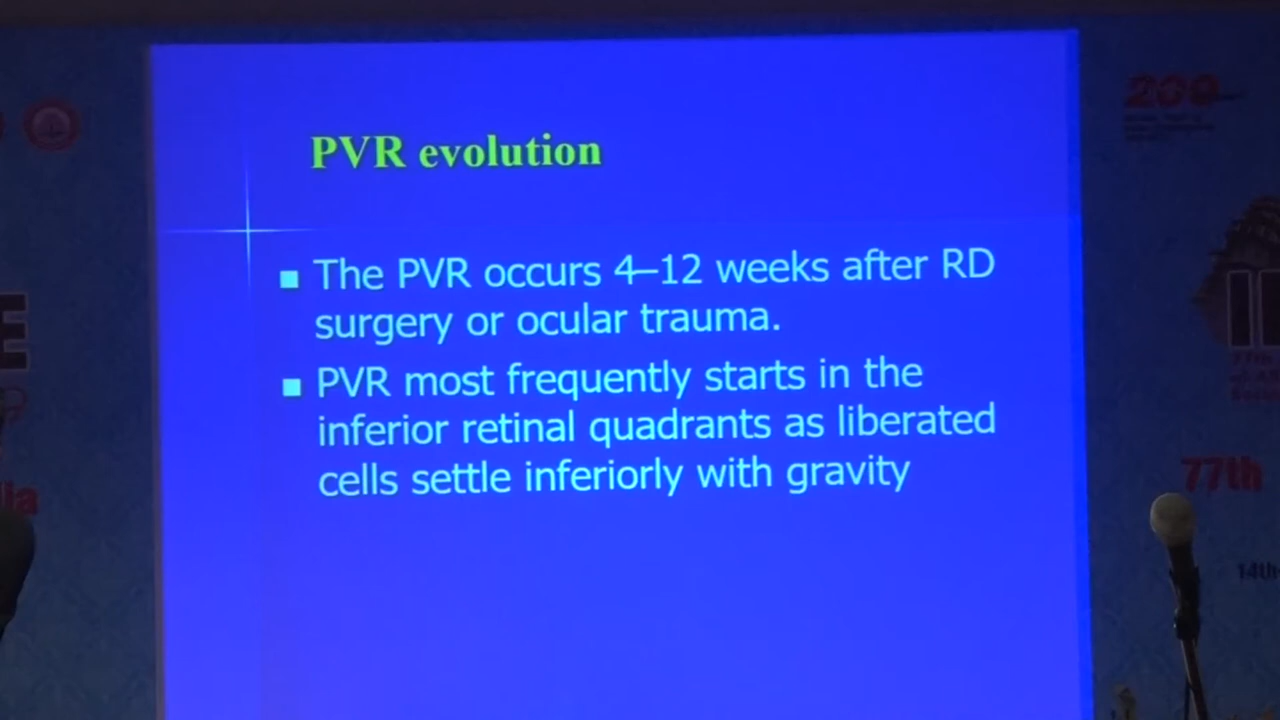 PVR evolution
The PVR occurs 4–12 weeks after RD
surgery or ocular trauma.
PVR most frequently starts in the
inferior retinal quadrants as liberated
cells settle inferiorly with gravity
77th
14th